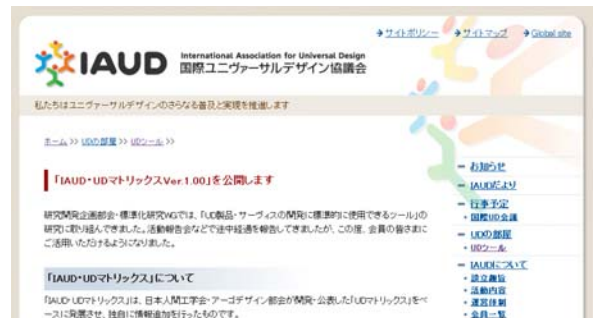 サイトポリシー サイトマップ Global site
IAUD International Association for Universal Design
国際ユニヴァーサルデザイン協議会
私たちはユニヴァーサルデザインのさらなる普及と実現を推進します
ホーム >> UDの部屋 >> UDツール >>
「IAUD・UDマトリックスVer.1.00」を公開します
研究開発企画部会・標準化研究WGでは、「UD製品・サーヴィスの開発に標準的に使用できるツール」の
研究に取り組んできました。活動報告会などで途中経過を報告してきましたが、この度、会員の皆さまに
ご活用いただけるようになりました。
「IAUD・UDマトリックス」について
「IAUD・UDマトリックス」は、日本人間工学会・アーゴデザイン部会が開発・公表した「UDマトリックス」をベ
ースに発展させ、独自に情報追加を行ったものです。
お知らせ
IAUDだより
行事予定
国際UD会議
UDの部屋
UDツール
IAUDについて
設立趣旨
活動内容
運営体制
会員一覧